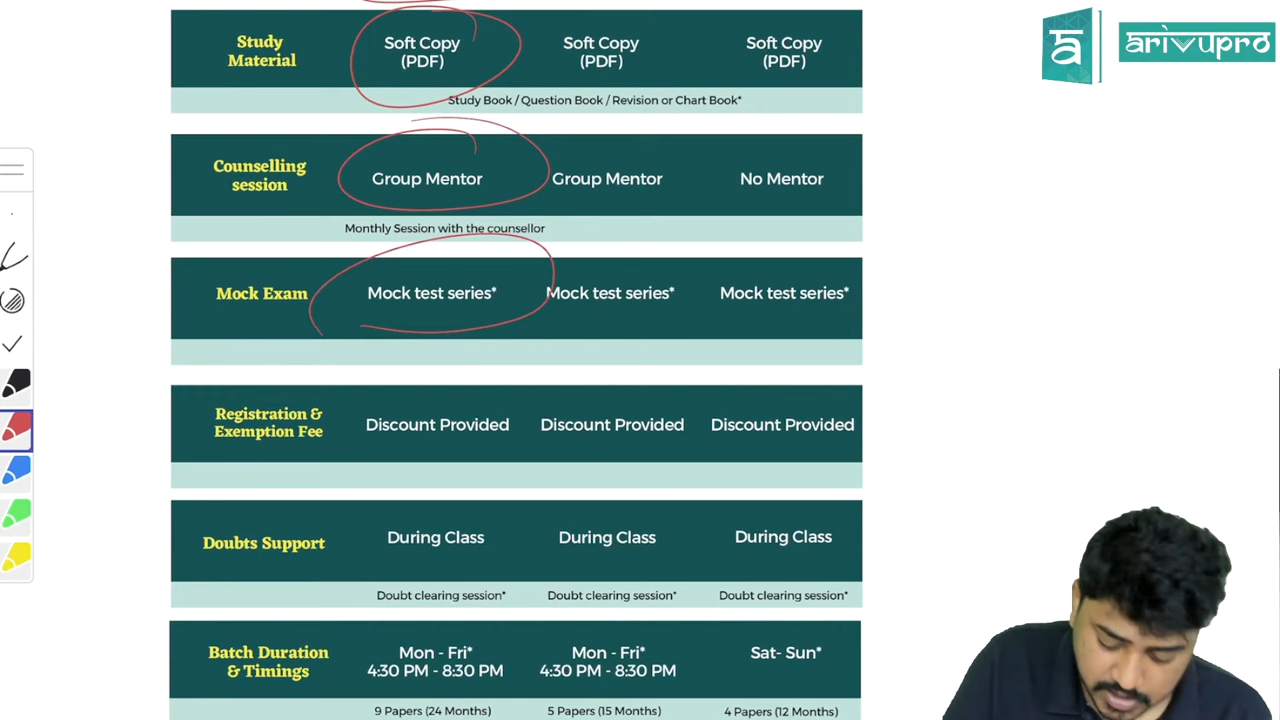 ā
arivupro
Study
Material
Soft Copy
(PDF)
Soft Copy
(PDF)
Soft Copy
(PDF)
Study Book / Question Book / Revision or Chart Book*
Counselling
session
Group Mentor
Group Mentor
No Mentor
Monthly Session with the counsellor
Mock Exam
Mock test series*
Mock test series*
Mock test series*
Registration &
Exemption Fee
Discount Provided
Discount Provided
Discount Provided
Doubts Support
During Class
During Class
During Class
Doubt clearing session*
Doubt clearing session*
Doubt clearing session*
Batch Duration
& Timings
Mon - Fri*
4:30 PM - 8:30 PM
Mon - Fri*
4:30 PM - 8:30 PM
Sat- Sun*
9 Papers (24 Months)
5 Papers (15 Months)
4 Papers (12 Months)